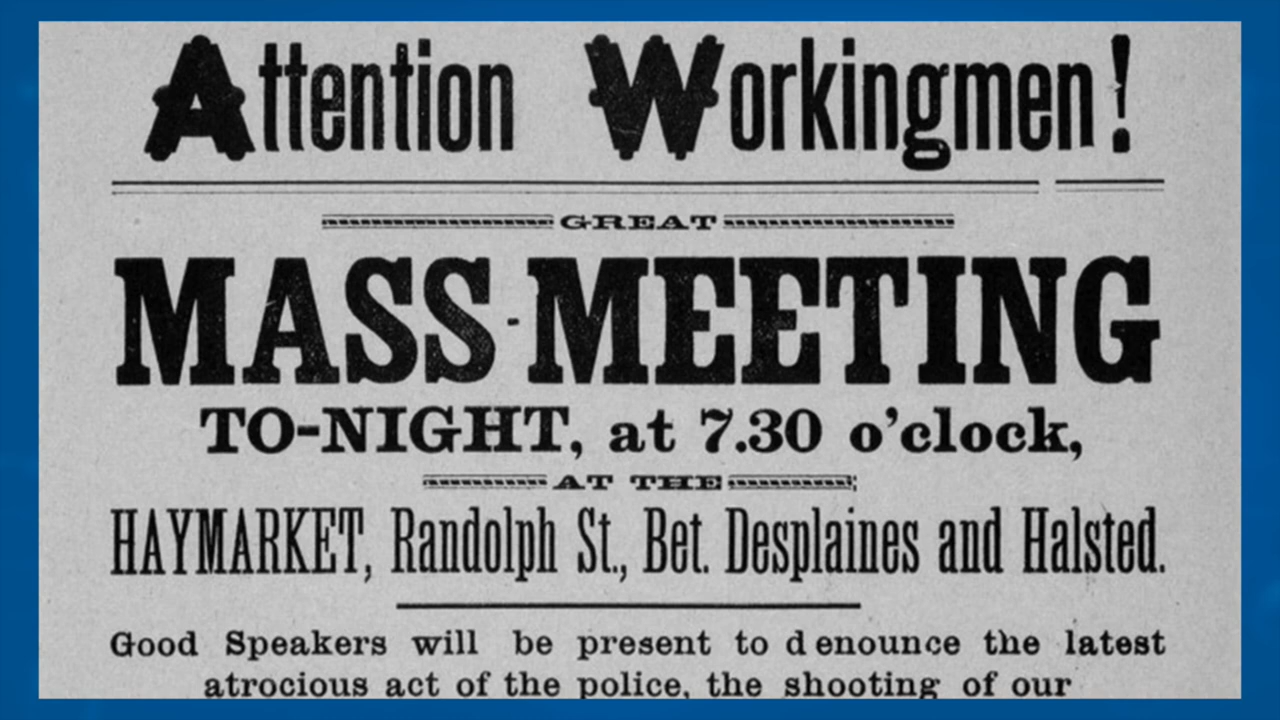 Attention Workingmen!
GREAT
MASS-MEETING
TO-NIGHT, at 7.30 o'clock,
AT THE
HAYMARKET, Randolph St., Bet. Desplaines and Halsted.
Good Speakers will be present to denounce the latest
atrocious act of the police, the shooting of our